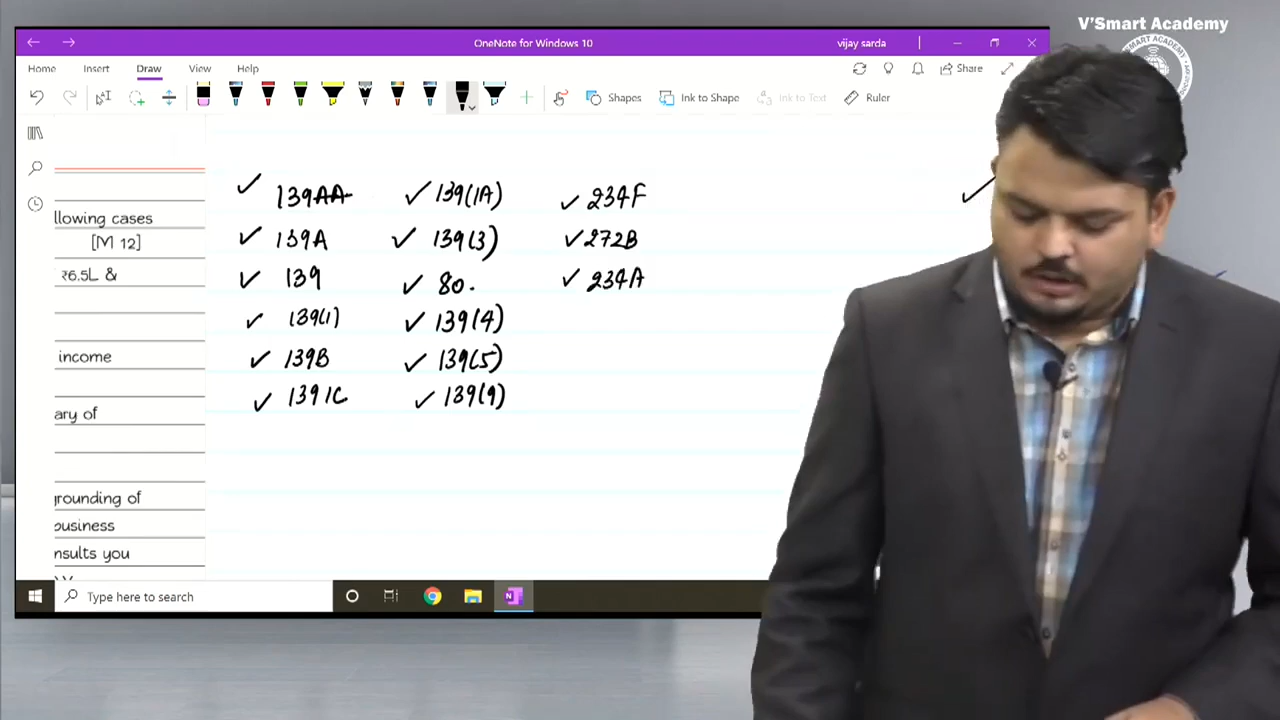 V'Smart Academy
OneNote for Windows 10
vijay sarda
Home Insert Draw View Help
Share
Shapes Ink to Shape Ink to Text Ruler
llowing cases
[M 12]
₹6.5L &
income
ary of
grounding of
business
nsults you
✓ 139AA ✓ 139(1A) ✓ 234F
✓ 139A ✓ 139(3) ✓ 272B
✓ 139 ✓ 80. ✓ 234A
✓ 139(1) ✓ 139(4)
✓ 139B ✓ 139(5)
✓ 139 1C ✓ 139(9)
Type here to search